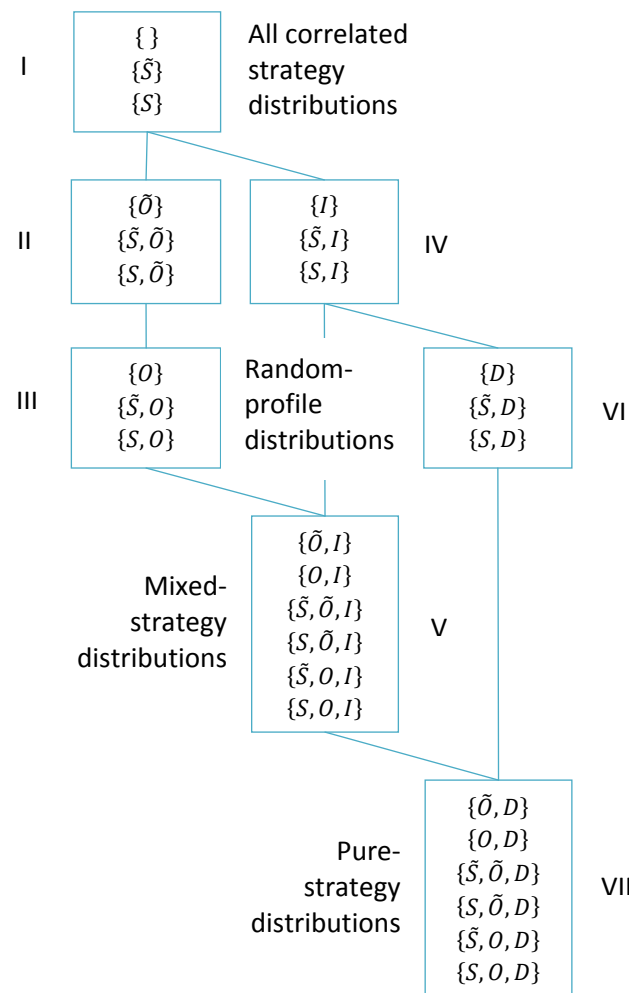 I
{ }
{S̃}
{S}
All correlated
strategy
distributions
II
{Õ}
{S̃, Õ}
{S, Õ}
{I}
{S̃, I}
{S, I}
IV
III
{O}
{S̃, O}
{S, O}
Random-
profile
distributions
{D}
{S̃, D}
{S, D}
VI
Mixed-
strategy
distributions
{Õ, I}
{O, I}
{S̃, Õ, I}
{S, Õ, I}
{S̃, O, I}
{S, O, I}
V
Pure-
strategy
distributions
{Õ, D}
{O, D}
{S̃, Õ, D}
{S, Õ, D}
{S̃, O, D}
{S, O, D}
VII